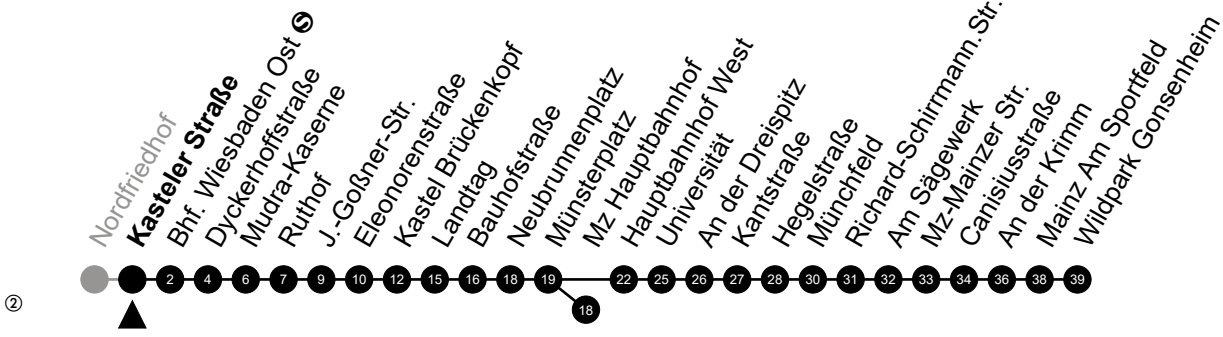 Nordfriedhof
Kasteler Straße
Bhf. Wiesbaden Ost S
Dyckerhoffstraße
Mudra-Kaserne
Ruthof
J.-Goßner-Str.
Eleonorenstraße
Kastel Brückenkopf
Landtag
Bauhofstraße
Neubrunnenplatz
Münsterplatz
Mz Hauptbahnhof
Hauptbahnhof West
Universität
An der Dreispitz
Kantstraße
Hegelstraße
Münchfeld
Richard-Schirrmann.Str.
Am Sägewerk
Mz-Mainzer Str.
Canisiusstraße
An der Krimm
Mainz Am Sportfeld
Wildpark Gonsenheim
2 4 6 7 9 10 12 15 16 18 19 22 25 26 27 28 30 31 32 33 34 36 38 39
② 18